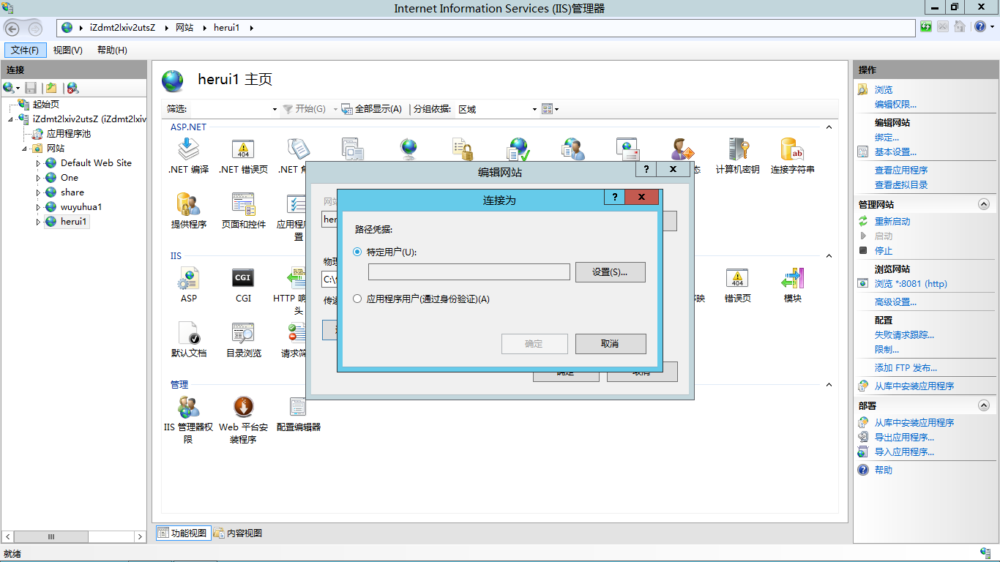 Internet Information Services (IIS)管理器
iZdmt2lxiv2utsZ
网站
herui1
文件(F)
视图(V)
帮助(H)
连接
起始页
iZdmt2lxiv2utsZ (iZdmt2lxiv
应用程序池
网站
Default Web Site
One
share
wuyuhua1
herui1
herui1 主页
筛选:
开始(G)
全部显示(A)
分组依据:
区域
ASP.NET
.NET 编译
.NET 错误页
.NET
计算机密钥
连接字符串
提供程序
页面和控件
应用程序
置
IIS
ASP
CGI
HTTP 响
头
错误页
模块
默认文档
目录浏览
请求筛
管理
IIS 管理器权
限
Web 平台安
装程序
配置编辑器
编辑网站
?
X
her
物理
C:\
传递
确定
取消
连接为
?
X
路径凭据:
特定用户(U):
设置(S)...
应用程序用户(通过身份验证)(A)
确定
取消
功能视图
内容视图
就绪
操作
浏览
编辑权限...
编辑网站
绑定...
基本设置...
查看应用程序
查看虚拟目录
管理网站
重新启动
启动
停止
浏览网站
浏览 *:8081 (http)
高级设置...
配置
失败请求跟踪...
限制...
添加 FTP 发布...
从库中安装应用程序
部署
从库中安装应用程序
导出应用程序...
导入应用程序...
帮助